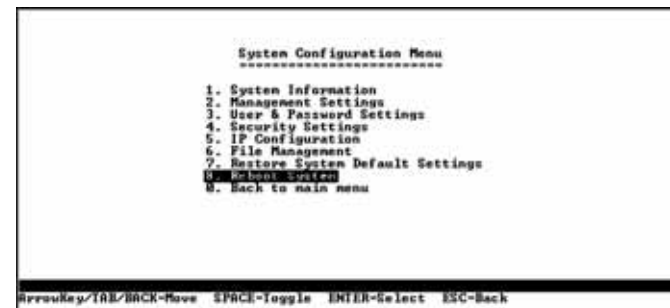 System Configuration Menu
=========================
1. System Information
2. Management Settings
3. User & Password Settings
4. Security Settings
5. IP Configuration
6. File Management
7. Restore System Default Settings
8. Reboot System
0. Back to main menu
ArrowKey/TAB/BACK-Move SPACE-Toggle ENTER-Select ESC-Back